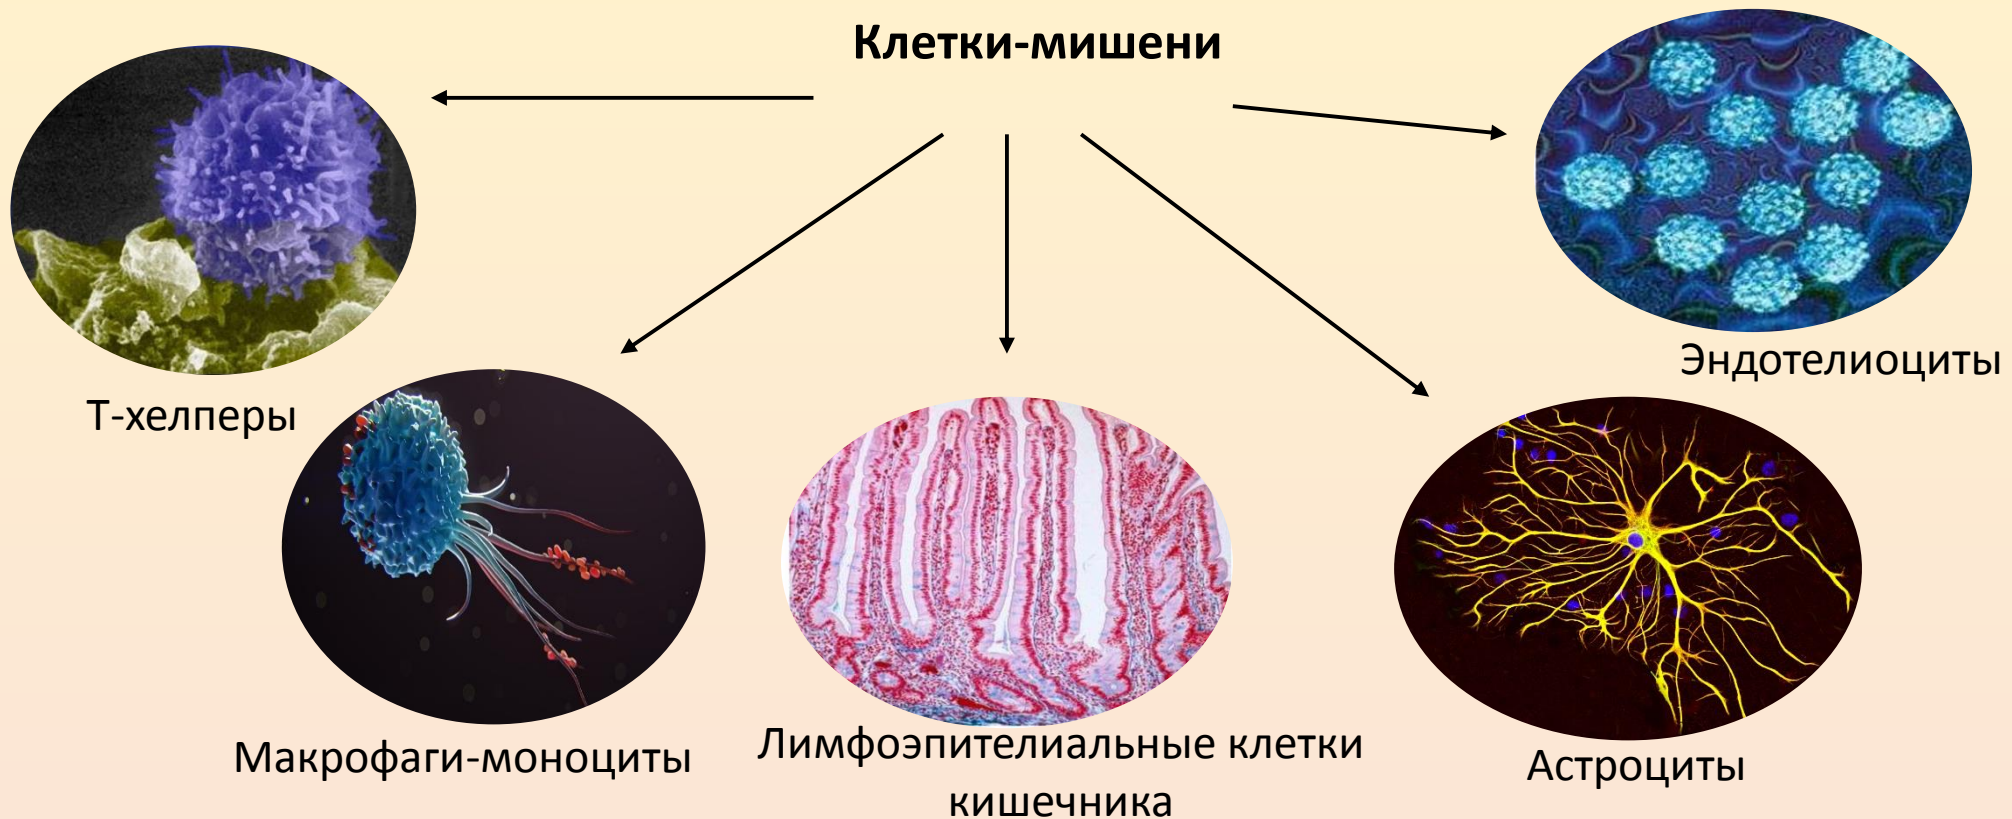 Клетки-мишени
Эндотелиоциты
Т-хелперы
Макрофаги-моноциты
Лимфоэпителиальные клетки
кишечника
Астроциты